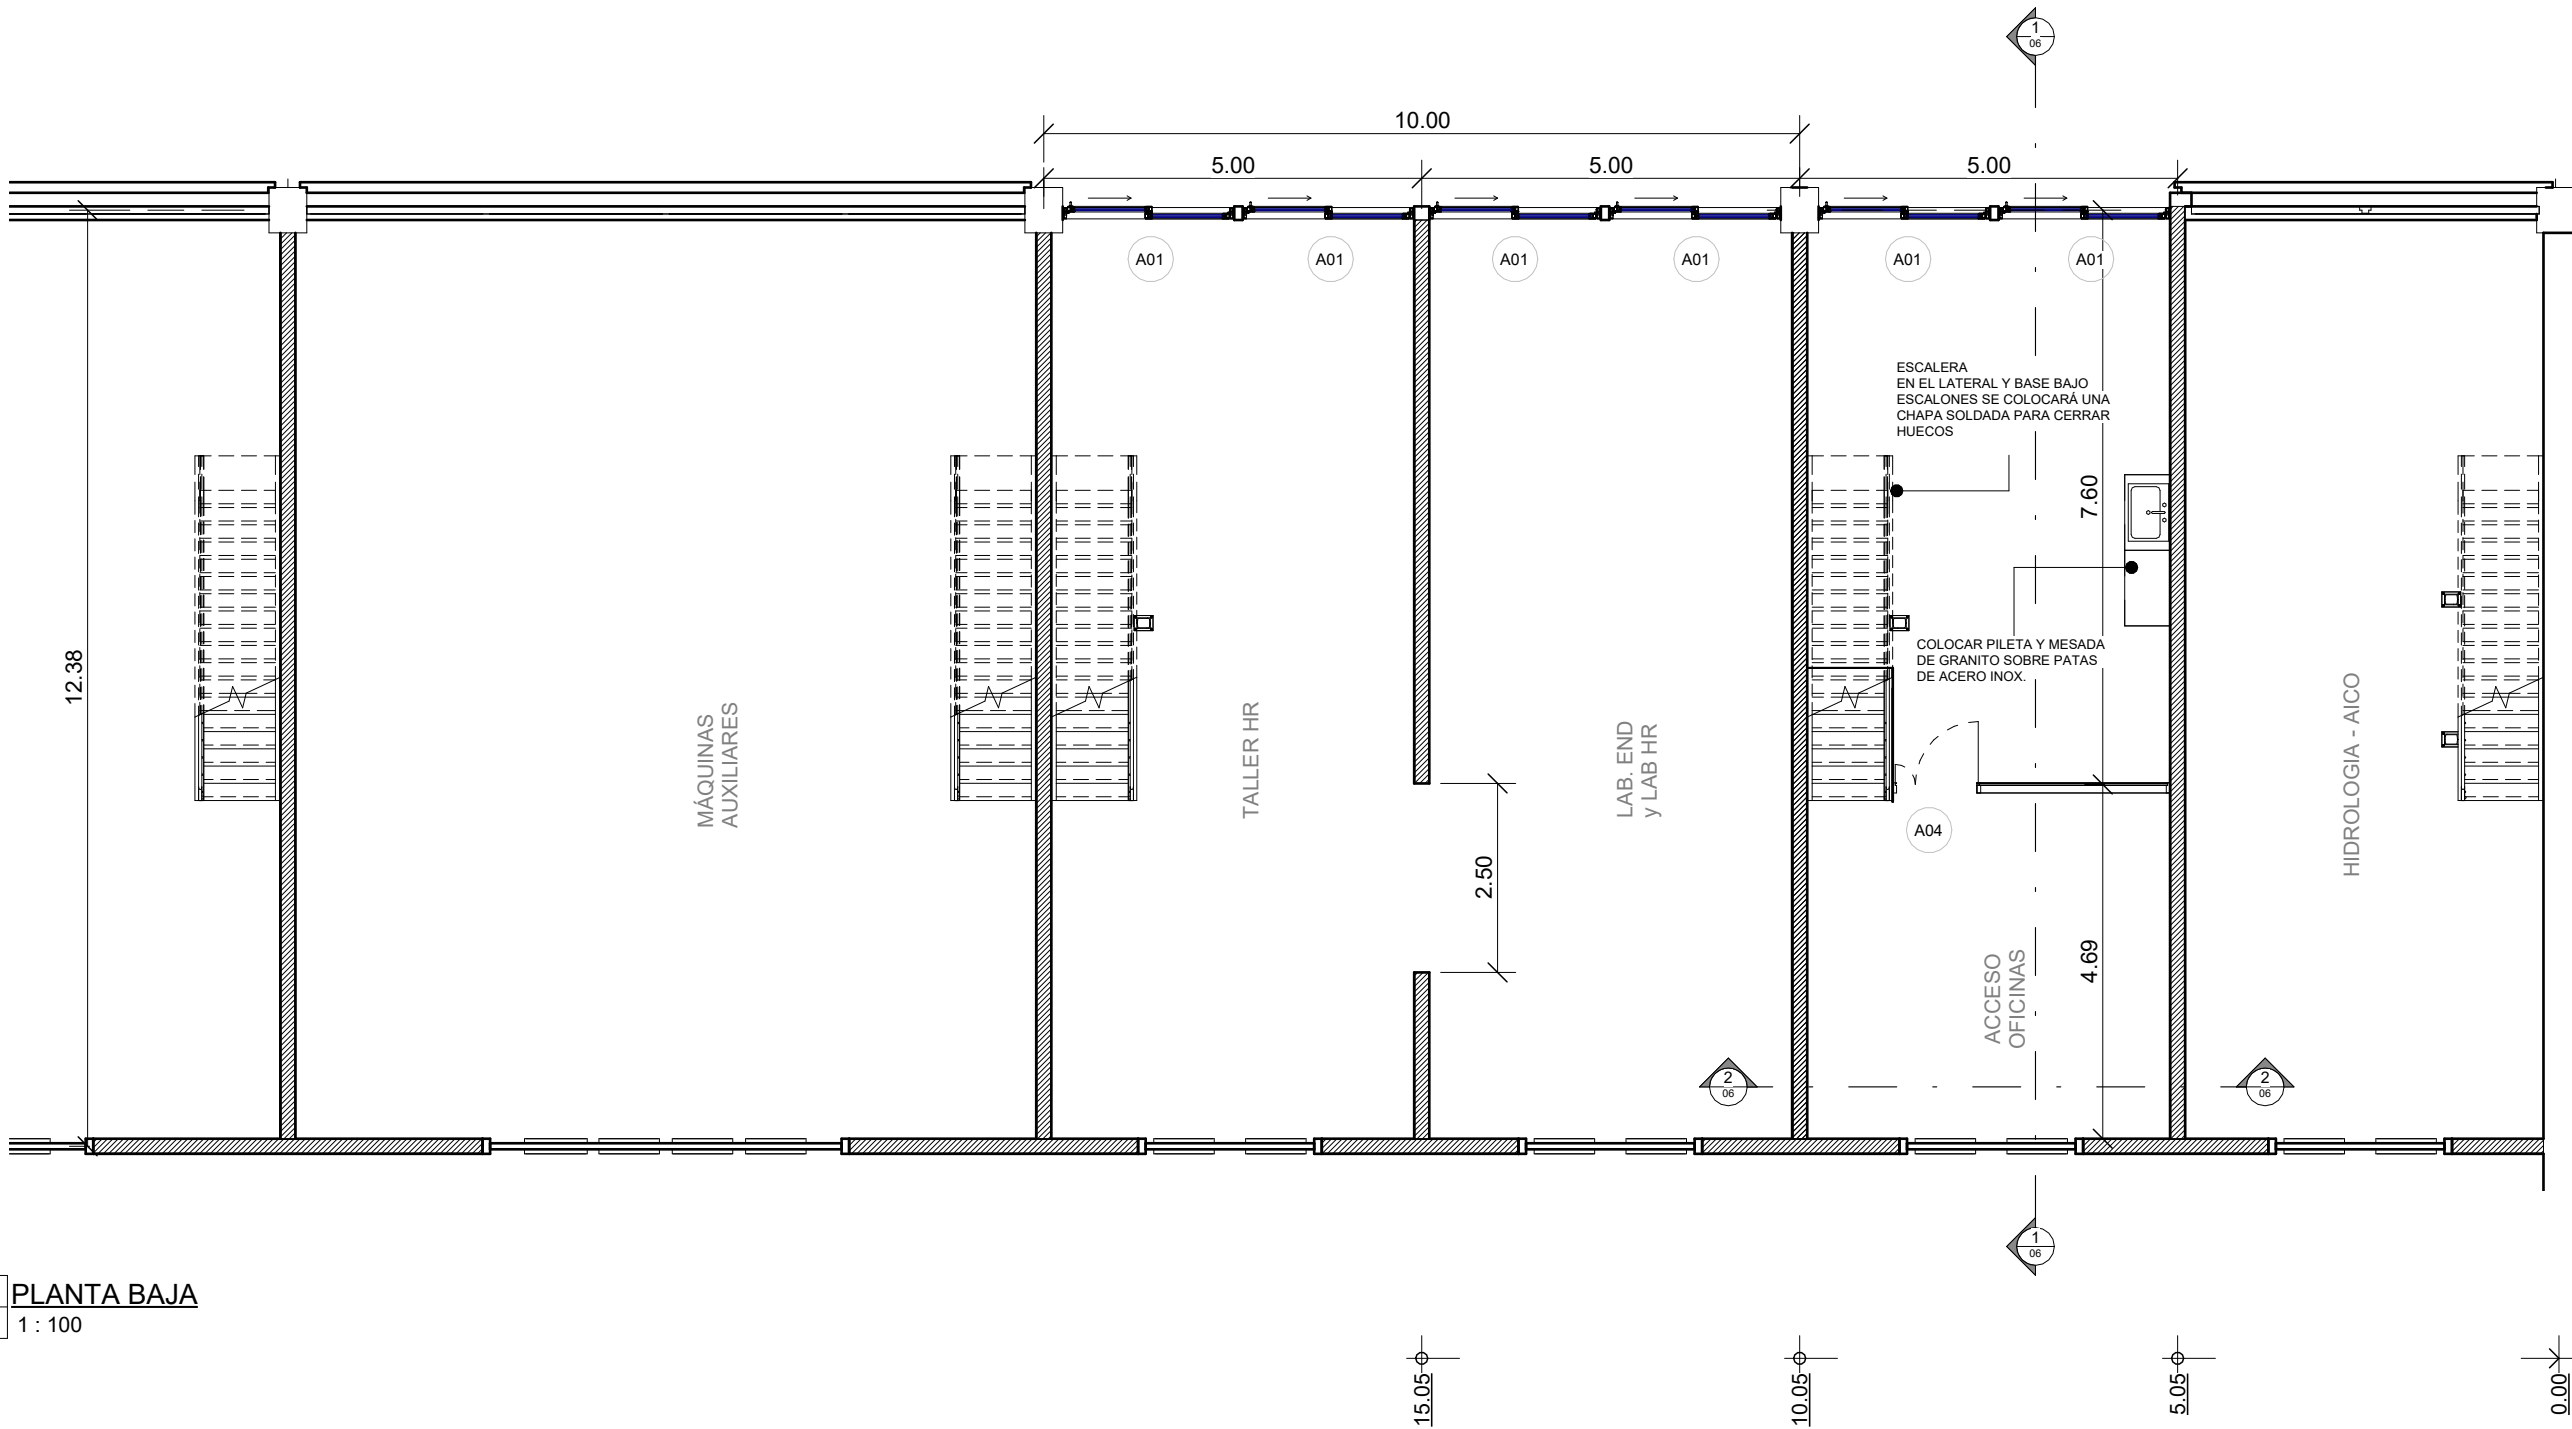 1
06
10.00
5.00
5.00
5.00
A01
A01
A01
A01
A01
A01
ESCALERA
EN EL LATERAL Y BASE BAJO
ESCALONES SE COLOCARÁ UNA
CHAPA SOLDADA PARA CERRAR
HUECOS
7.60
COLOCAR PILETA Y MESADA
DE GRANITO SOBRE PATAS
DE ACERO INOX.
12.38
MÁQUINAS
AUXILIARES
TALLER HR
LAB. END
y LAB HR
HIDROLOGIA - AICO
A04
2.50
4.69
ACCESO
OFICINAS
2
06
2
06
1
06
PLANTA BAJA
1 : 100
15.05
10.05
5.05
0.00